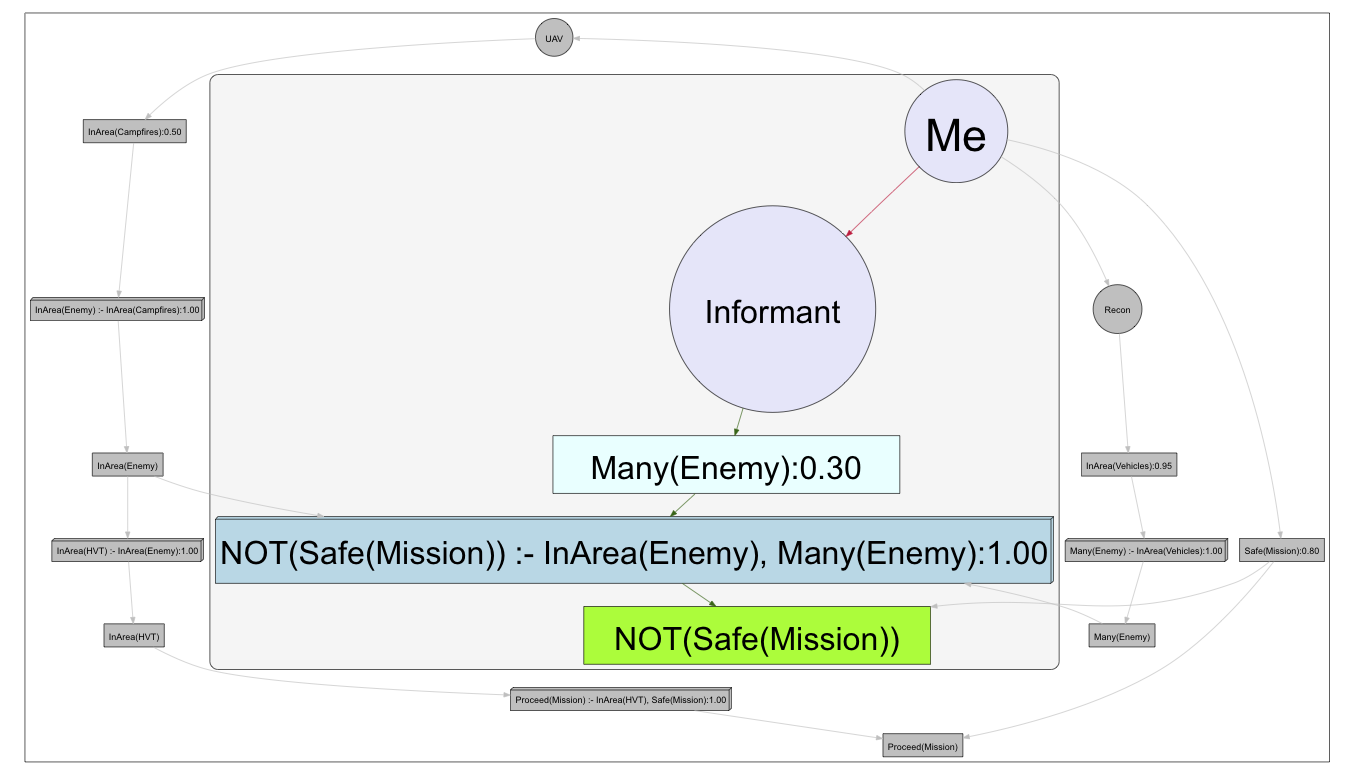 UAV
Me
InArea(Campfires):0.50
InArea(Enemy) :- InArea(Campfires):1.00
Informant
Recon
InArea(Enemy)
Many(Enemy):0.30
InArea(Vehicles):0.95
InArea(HVT) :- InArea(Enemy):1.00
NOT(Safe(Mission)) :- InArea(Enemy), Many(Enemy):1.00
Many(Enemy) :- InArea(Vehicles):1.00
Safe(Mission):0.80
InArea(HVT)
NOT(Safe(Mission))
Many(Enemy)
Proceed(Mission) :- InArea(HVT), Safe(Mission):1.00
Proceed(Mission)